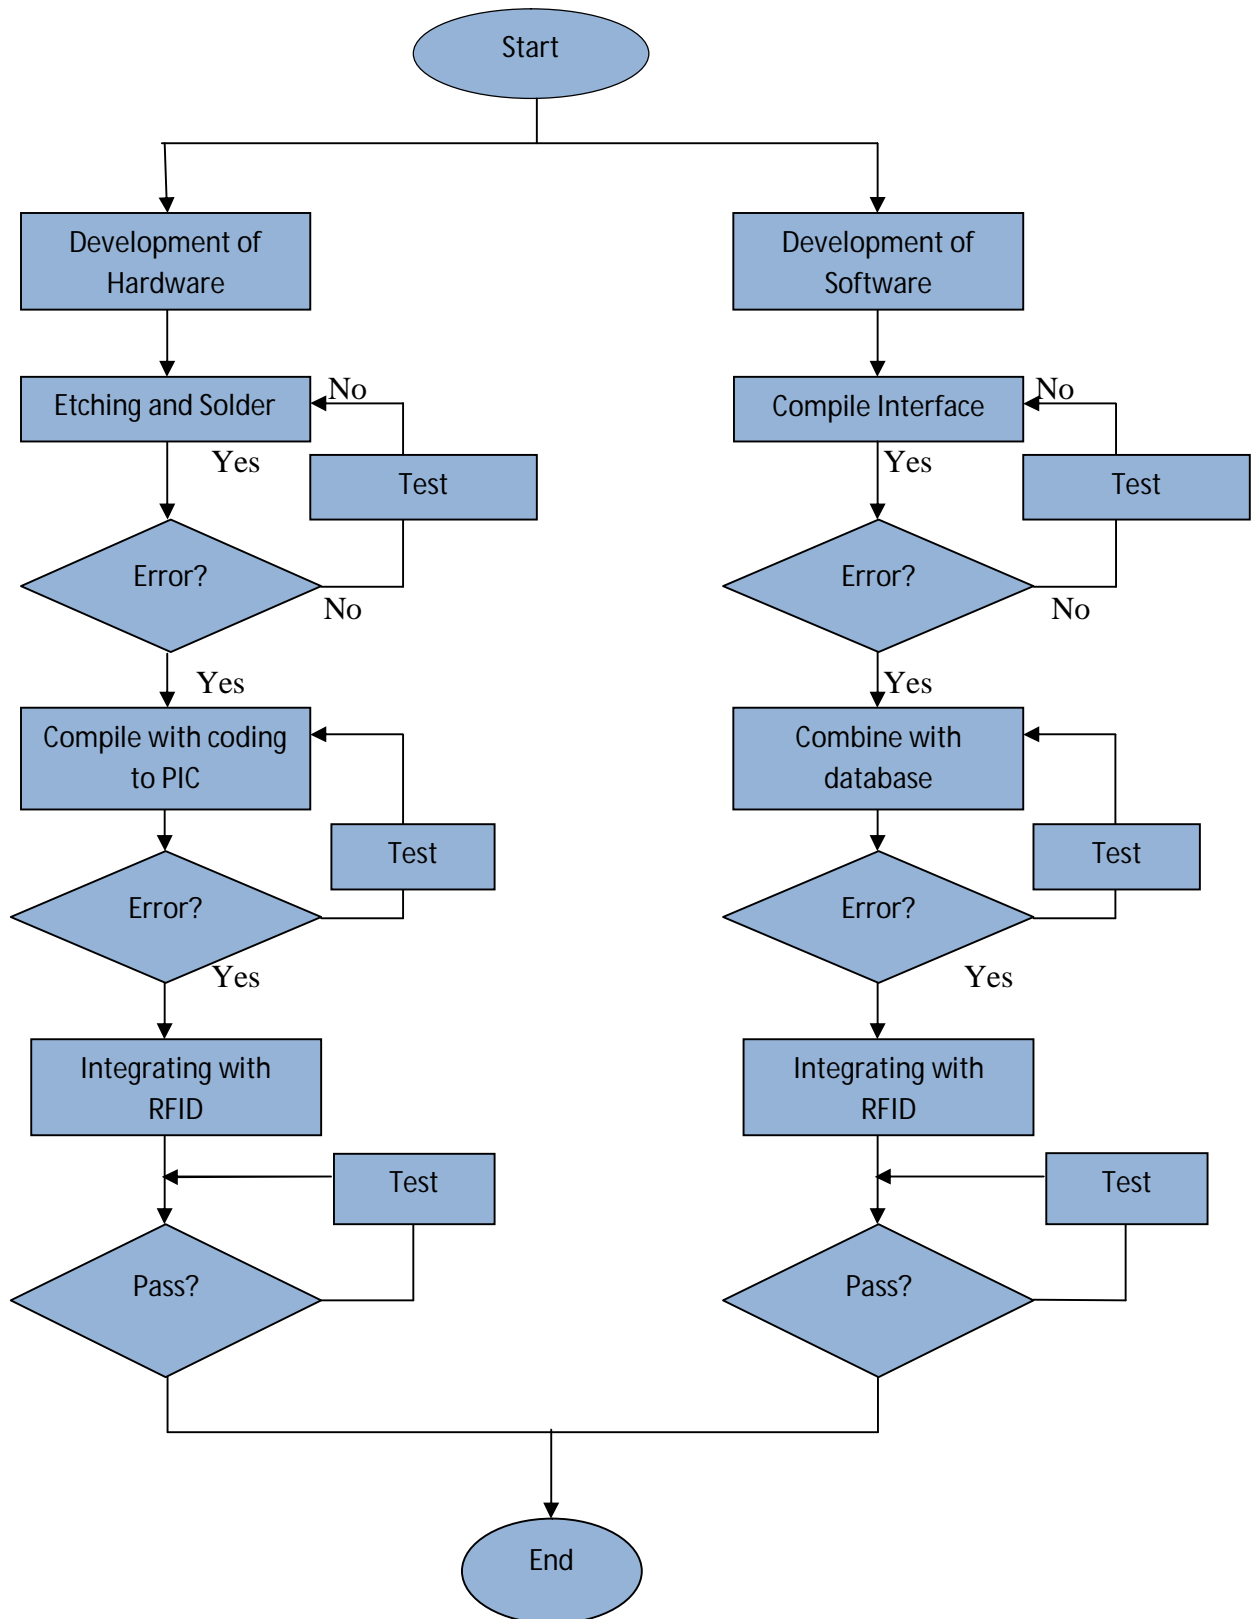 Start
Development of
Hardware
Development of
Software
Etching and Solder
No
Compile Interface
No
Yes
Test
Yes
Test
Error?
No
Error?
No
Yes
Yes
Compile with coding
to PIC
Combine with
database
Test
Test
Error?
Error?
Yes
Yes
Integrating with
RFID
Integrating with
RFID
Test
Test
Pass?
Pass?
End